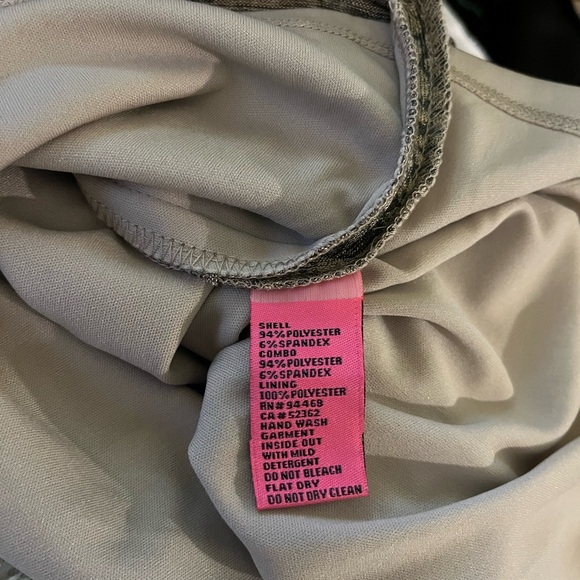 SHELL
94% POLYESTER
6% SPANDEX
COMBO
94% POLYESTER
6% SPANDEX
LINING
100% POLYESTER
RN# 94468
CA# 52362
HAND WASH
GARMENT
INSIDE OUT
WITH MILD
DETERGENT
DO NOT BLEACH
FLAT DRY
DO NOT DRY CLEAN